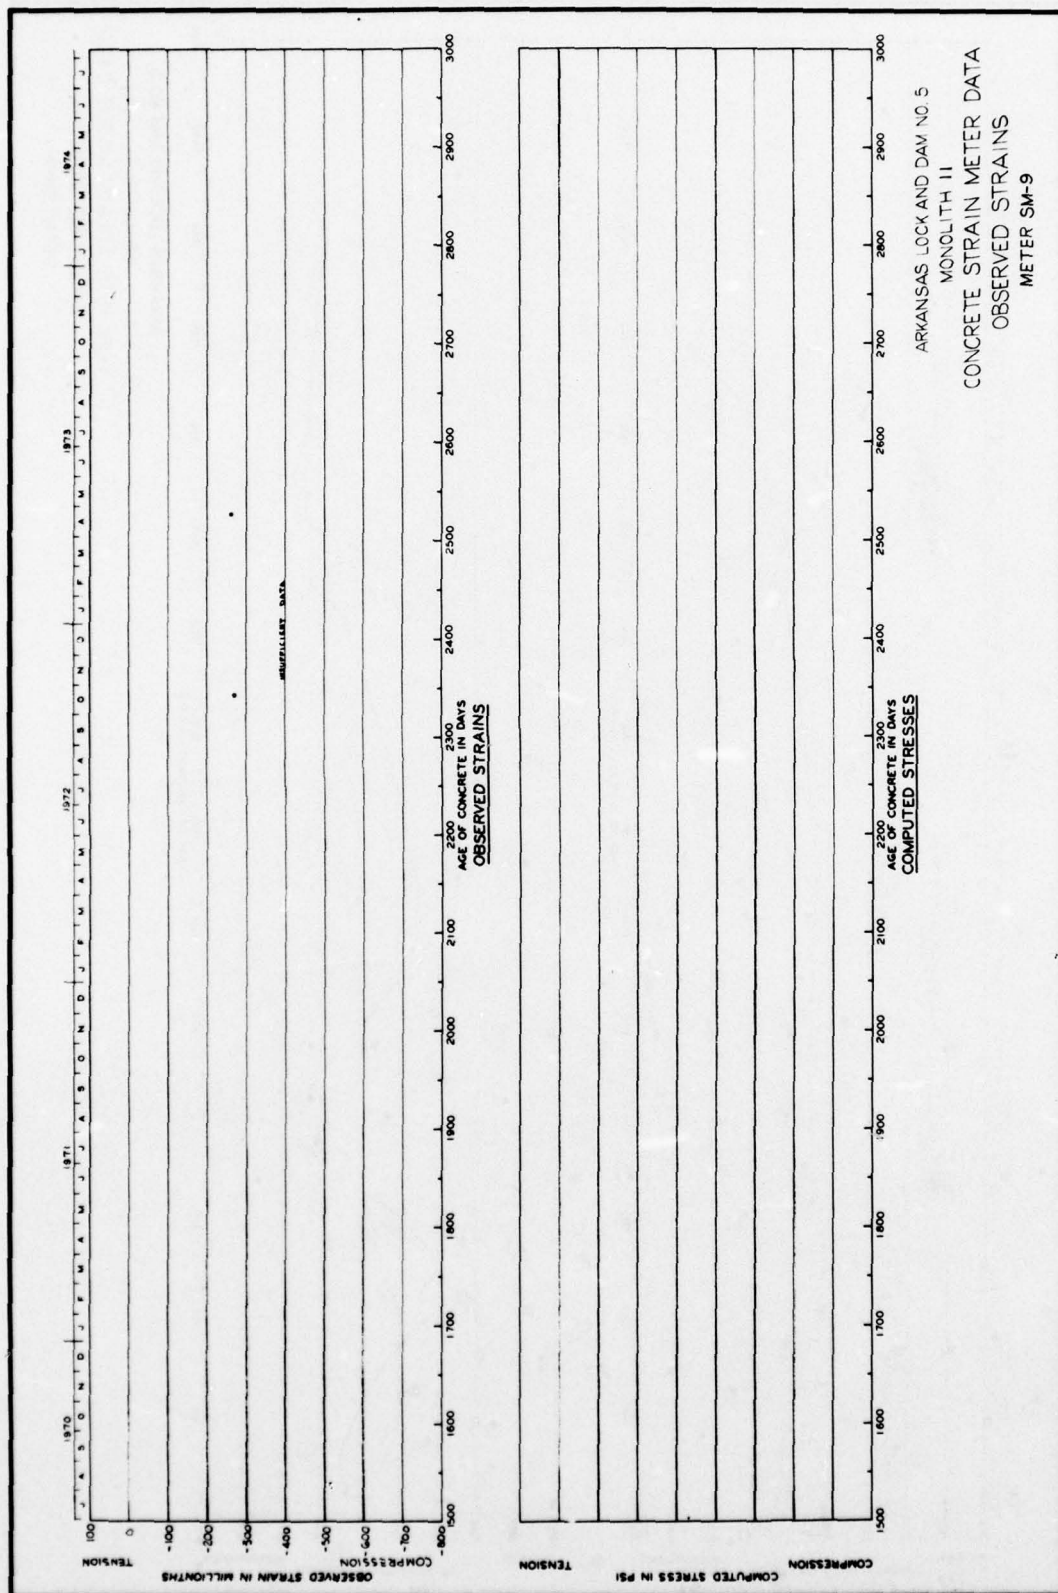 1970 1971 1972 1973 1974
J A S O N D J F M A M J J A S O N D J F M A M J J A S O N D J F M A M J J A S O N D J F M A M J J
TENSION
OBSERVED STRAIN IN MILLIONTHS
COMPRESSION
100
0
-100
-200
-300
-400
-500
-600
-700
-800
INSUFFICIENT DATA
1500 1600 1700 1800 1900 2000 2100 2200 2300 2400 2500 2600 2700 2800 2900 3000
AGE OF CONCRETE IN DAYS
OBSERVED STRAINS
TENSION
COMPUTED STRESS IN PSI
COMPRESSION
1500 1600 1700 1800 1900 2000 2100 2200 2300 2400 2500 2600 2700 2800 2900 3000
AGE OF CONCRETE IN DAYS
COMPUTED STRESSES
ARKANSAS LOCK AND DAM NO. 5
MONOLITH 11
CONCRETE STRAIN METER DATA
OBSERVED STRAINS
METER SM-9